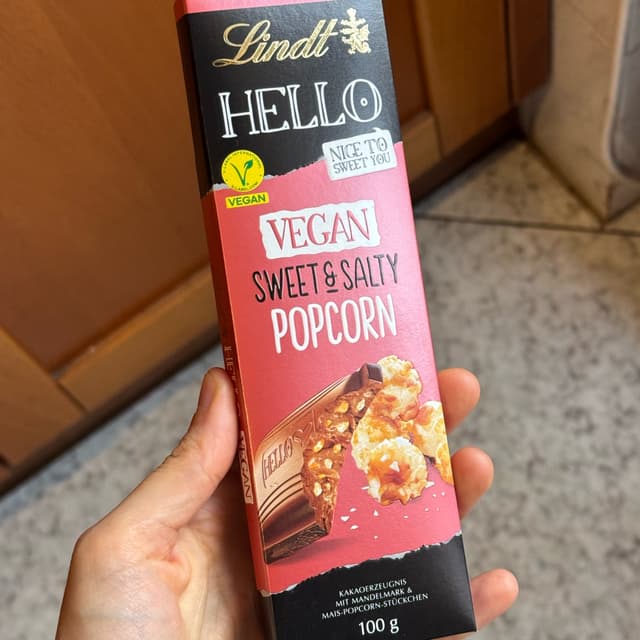 Lindt
HELLO
NICE TO
SWEET YOU
VEGAN
VEGAN
SWEET & SALTY
POPCORN
HELLO
VEGAN
KAKAOERZEUGNIS
MIT MANDELMARK &
MAIS-POPCORN-STÜCKCHEN
100 g